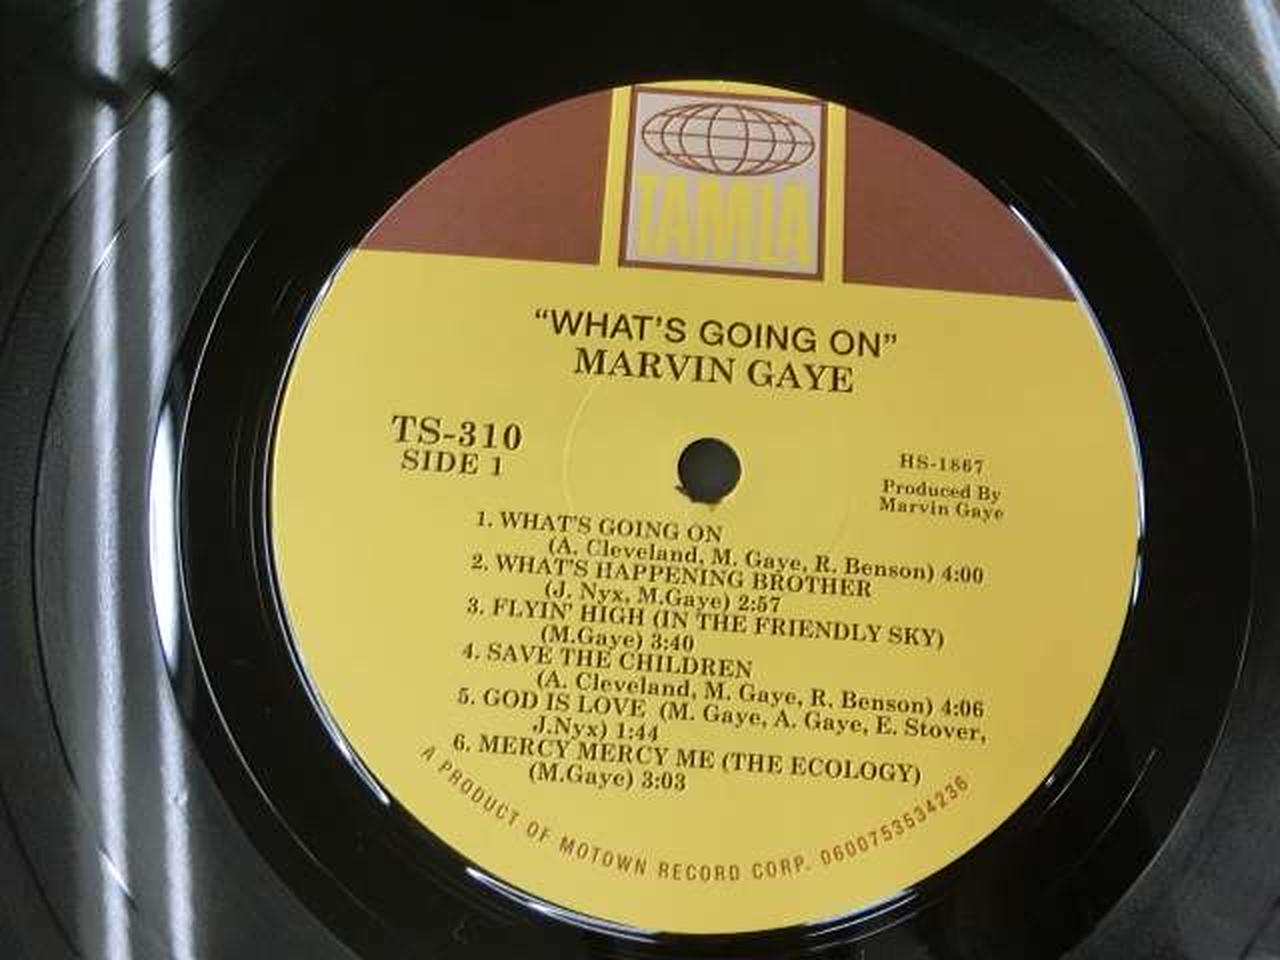 TAMLA
“WHAT'S GOING ON”
MARVIN GAYE
TS-310
SIDE 1
HS-1867
Produced By
Marvin Gaye
1. WHAT'S GOING ON
(A. Cleveland, M. Gaye, R. Benson) 4:00
2. WHAT'S HAPPENING BROTHER
(J. Nyx, M.Gaye) 2:57
3. FLYIN' HIGH (IN THE FRIENDLY SKY)
(M.Gaye) 3:40
4. SAVE THE CHILDREN
(A. Cleveland, M. Gaye, R. Benson) 4:06
5. GOD IS LOVE (M. Gaye, A. Gaye, E. Stover,
J.Nyx) 1:44
6. MERCY MERCY ME (THE ECOLOGY)
(M.Gaye) 3:03
A PRODUCT OF MOTOWN RECORD CORP. 0600753534236